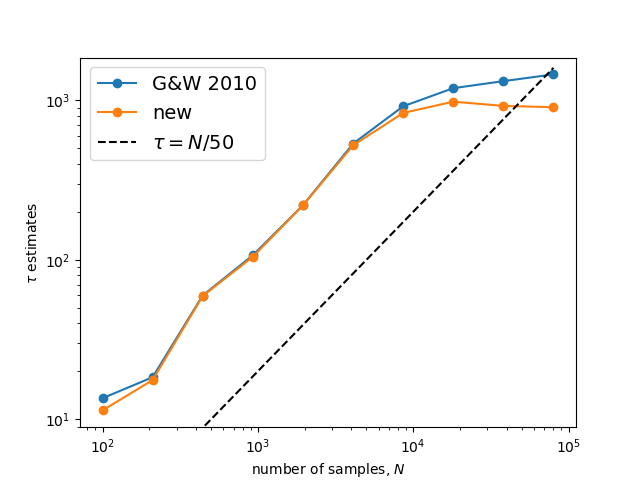 G&W 2010
new
τ = N/50
τ estimates
10³
10²
10¹
10² 10³ 10⁴ 10⁵
number of samples, N